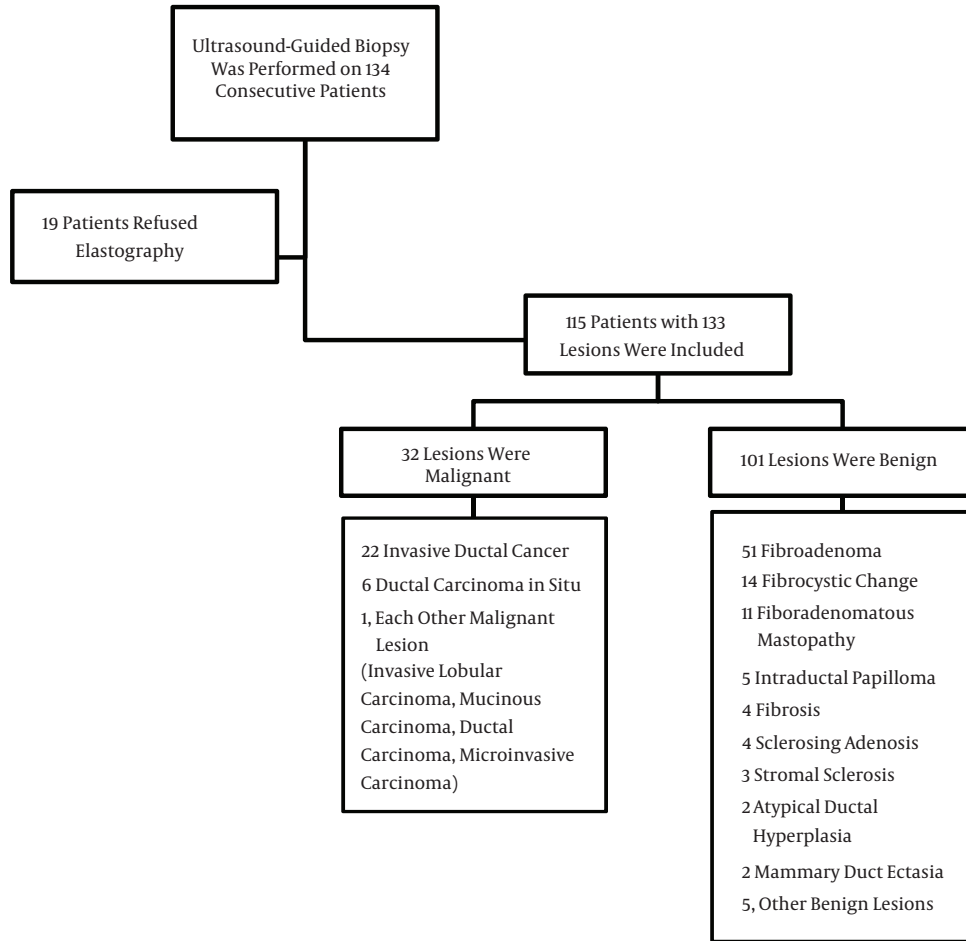 Ultrasound-Guided Biopsy
Was Performed on 134
Consecutive Patients
19 Patients Refused
Elastography
115 Patients with 133
Lesions Were Included
32 Lesions Were
Malignant
101 Lesions Were Benign
22 Invasive Ductal Cancer
6 Ductal Carcinoma in Situ
1, Each Other Malignant
Lesion
(Invasive Lobular
Carcinoma, Mucinous
Carcinoma, Ductal
Carcinoma, Microinvasive
Carcinoma)
51 Fibroadenoma
14 Fibrocystic Change
11 Fiboradenomatous
Mastopathy
5 Intraductal Papilloma
4 Fibrosis
4 Sclerosing Adenosis
3 Stromal Sclerosis
2 Atypical Ductal
Hyperplasia
2 Mammary Duct Ectasia
5, Other Benign Lesions